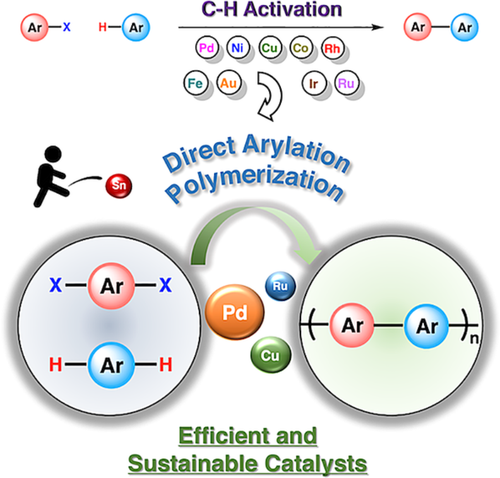 C-H Activation
Ar X H Ar Ar Ar
Pd Ni Cu Co Rh
Fe Au Ir Ru
Direct Arylation
Polymerization
Sn
X Ar X
H Ar H
Ru
Pd
Cu
( Ar Ar )n
Efficient and
Sustainable Catalysts